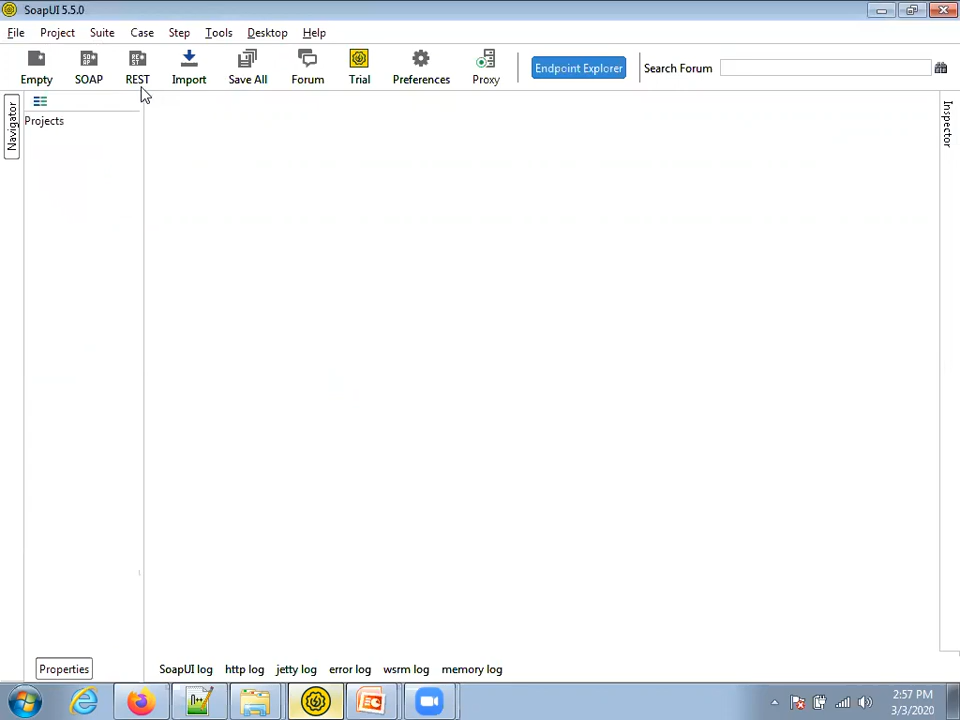 SoapUI 5.5.0
File Project Suite Case Step Tools Desktop Help
Empty SOAP REST Import Save All Forum Trial Preferences Proxy Endpoint Explorer Search Forum
Navigator
Projects
Inspector
Properties
SoapUI log http log jetty log error log wsrm log memory log
2:57 PM
3/3/2020